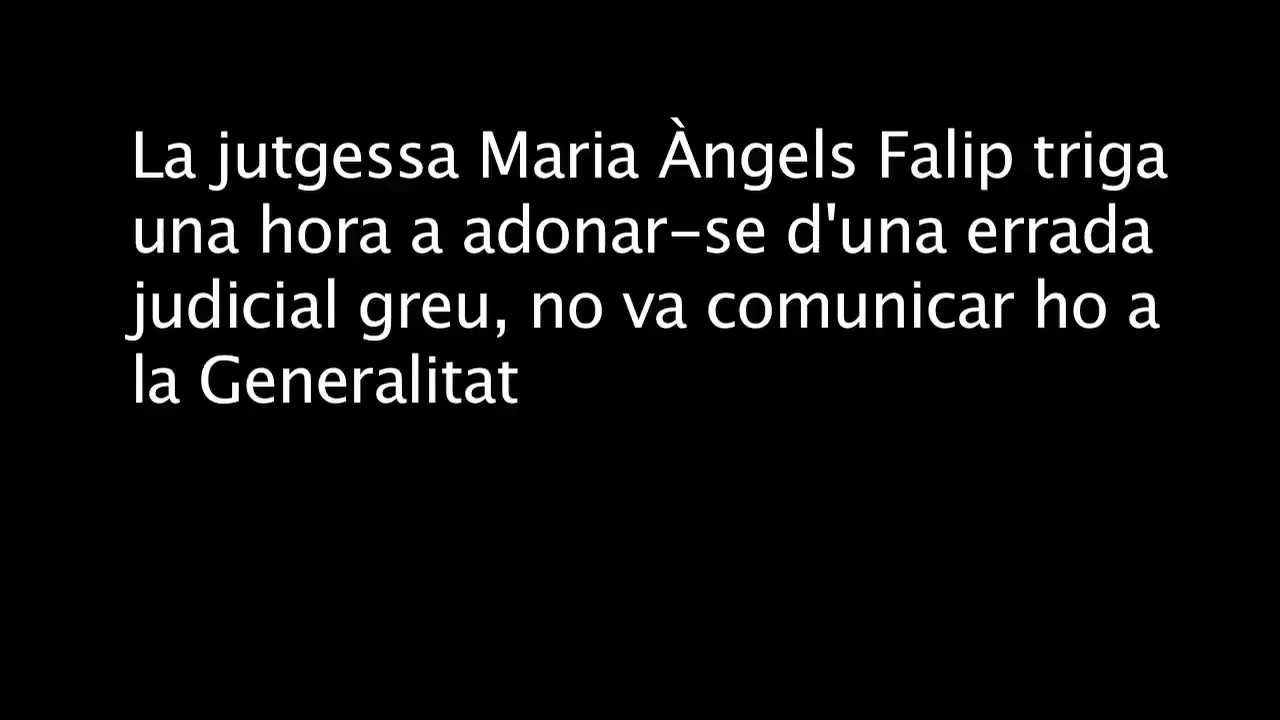 La jutgessa Maria Àngels Falip triga
una hora a adonar-se d'una errada
judicial greu, no va comunicar ho a
la Generalitat